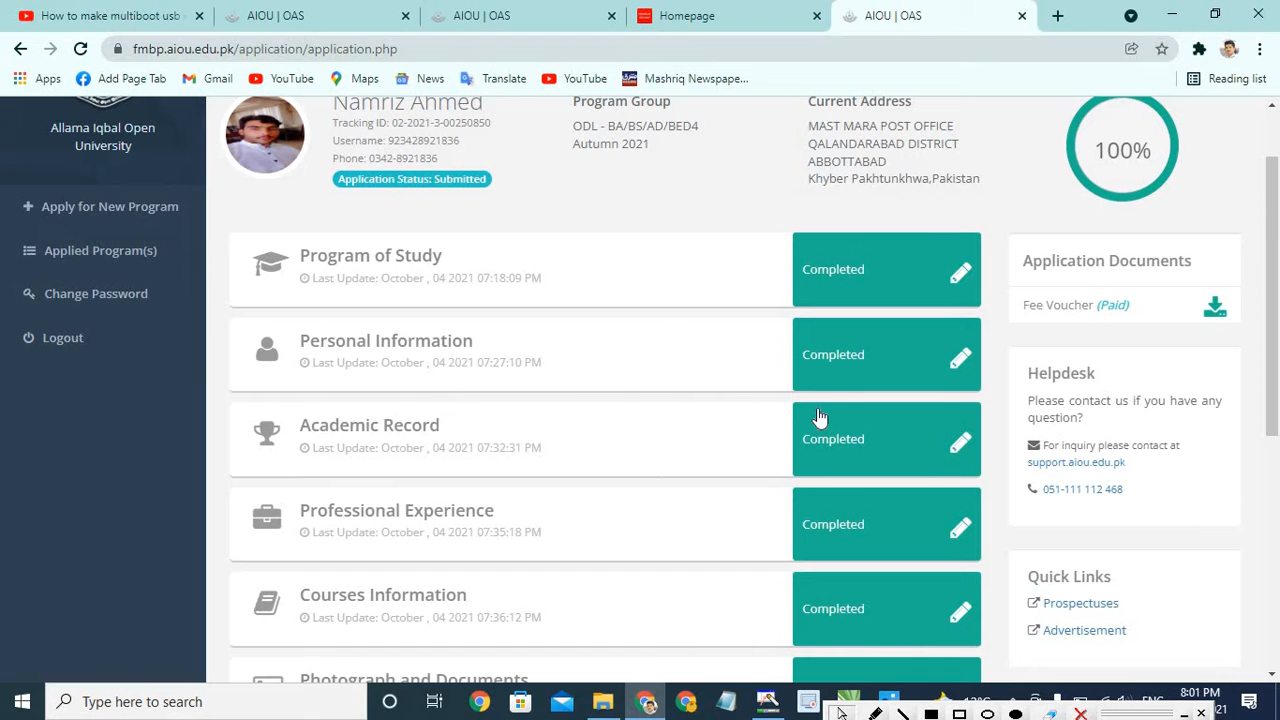 How to make multiboot usb
AIOU | OAS
AIOU | OAS
Homepage
AIOU | OAS
fmbp.aiou.edu.pk/application/application.php
Apps
Add Page Tab
Gmail
YouTube
Maps
News
Translate
YouTube
Mashriq Newspape...
Reading list
Allama Iqbal Open
University
Apply for New Program
Applied Program(s)
Change Password
Logout
Namriz Ahmed
Tracking ID: 02-2021-3-00250850
Username: 923428921836
Phone: 0342-8921836
Application Status: Submitted
Program Group
ODL - BA/BS/AD/BED4
Autumn 2021
Current Address
MAST MARA POST OFFICE
QALANDARABAD DISTRICT
ABBOTTABAD
Khyber Pakhtunkhwa,Pakistan
100%
Program of Study
Last Update: October , 04 2021 07:18:09 PM
Completed
Personal Information
Last Update: October , 04 2021 07:27:10 PM
Completed
Academic Record
Last Update: October , 04 2021 07:32:31 PM
Completed
Professional Experience
Last Update: October , 04 2021 07:35:18 PM
Completed
Courses Information
Last Update: October , 04 2021 07:36:12 PM
Completed
Photograph and Documents
Application Documents
Fee Voucher (Paid)
Helpdesk
Please contact us if you have any
question?
For inquiry please contact at
support.aiou.edu.pk
051-111 112 468
Quick Links
Prospectuses
Advertisement
Type here to search
ENG
8:01 PM